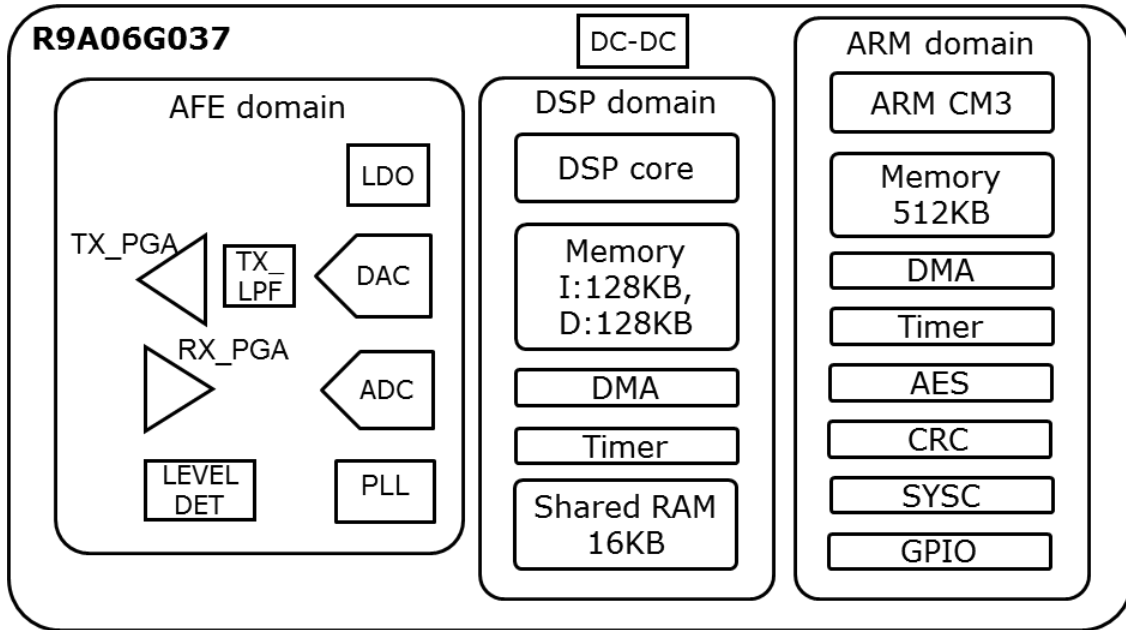 R9A06G037
DC-DC
AFE domain
LDO
TX_PGA
TX_
LPF
DAC
RX_PGA
ADC
LEVEL
DET
PLL
DSP domain
DSP core
Memory
I:128KB,
D:128KB
DMA
Timer
Shared RAM
16KB
ARM domain
ARM CM3
Memory
512KB
DMA
Timer
AES
CRC
SYSC
GPIO